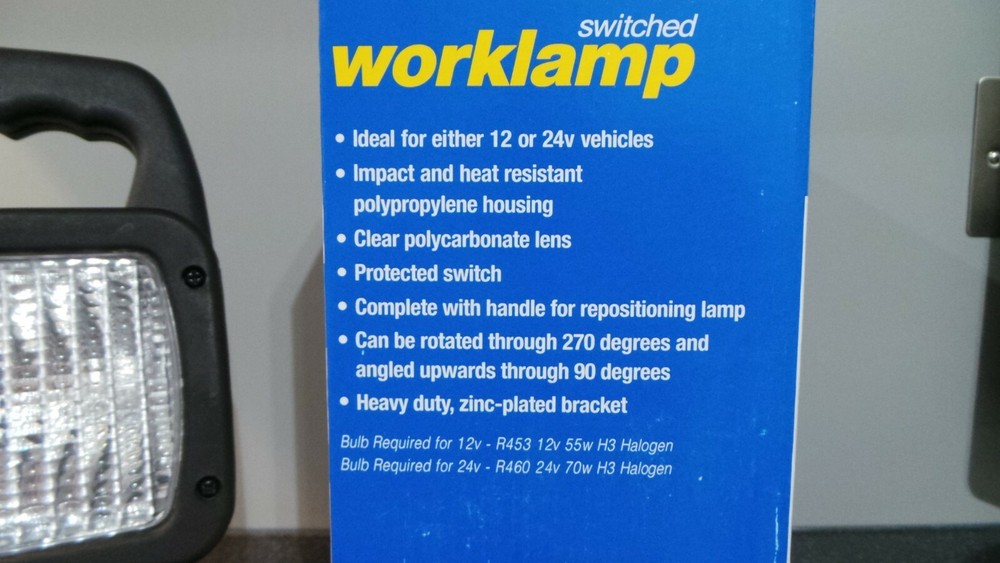 switched
worklamp
• Ideal for either 12 or 24v vehicles
• Impact and heat resistant
polypropylene housing
• Clear polycarbonate lens
• Protected switch
• Complete with handle for repositioning lamp
• Can be rotated through 270 degrees and
angled upwards through 90 degrees
• Heavy duty, zinc-plated bracket
Bulb Required for 12v - R453 12v 55w H3 Halogen
Bulb Required for 24v - R460 24v 70w H3 Halogen